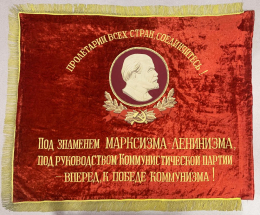 ПРОЛЕТАРИИ ВСЕХ СТРАН, СОЕДИНЯЙТЕСЬ!
ПОД ЗНАМЕНЕМ МАРКСИЗМА-ЛЕНИНИЗМА,
ПОД РУКОВОДСТВОМ КОММУНИСТИЧЕСКОЙ ПАРТИИ
– ВПЕРЕД, К ПОБЕДЕ КОММУНИЗМА!